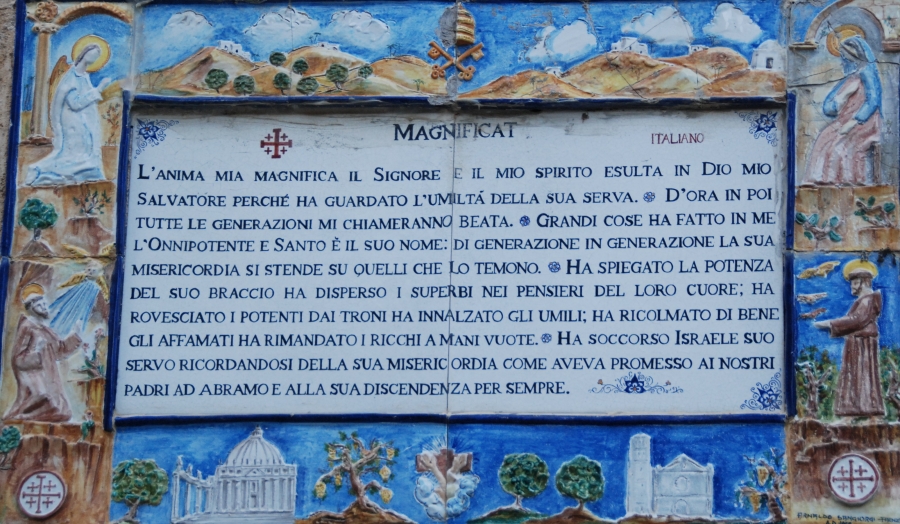 MAGNIFICAT
ITALIANO
L'ANIMA MIA MAGNIFICA IL SIGNORE E IL MIO SPIRITO ESULTA IN DIO MIO
SALVATORE PERCHÉ HA GUARDATO L'UMILTÁ DELLA SUA SERVA. D'ORA IN POI
TUTTE LE GENERAZIONI MI CHIAMERANNO BEATA. GRANDI COSE HA FATTO IN ME
L'ONNIPOTENTE E SANTO È IL SUO NOME: DI GENERAZIONE IN GENERAZIONE LA SUA
MISERICORDIA SI STENDE SU QUELLI CHE LO TEMONO. HA SPIEGATO LA POTENZA
DEL SUO BRACCIO HA DISPERSO I SUPERBI NEI PENSIERI DEL LORO CUORE; HA
ROVESCIATO I POTENTI DAI TRONI HA INNALZATO GLI UMILI; HA RICOLMATO DI BENE
GLI AFFAMATI HA RIMANDATO I RICCHI A MANI VUOTE. HA SOCCORSO ISRAELE SUO
SERVO RICORDANDOSI DELLA SUA MISERICORDIA COME AVEVA PROMESSO AI NOSTRI
PADRI AD ABRAMO E ALLA SUA DISCENDENZA PER SEMPRE.